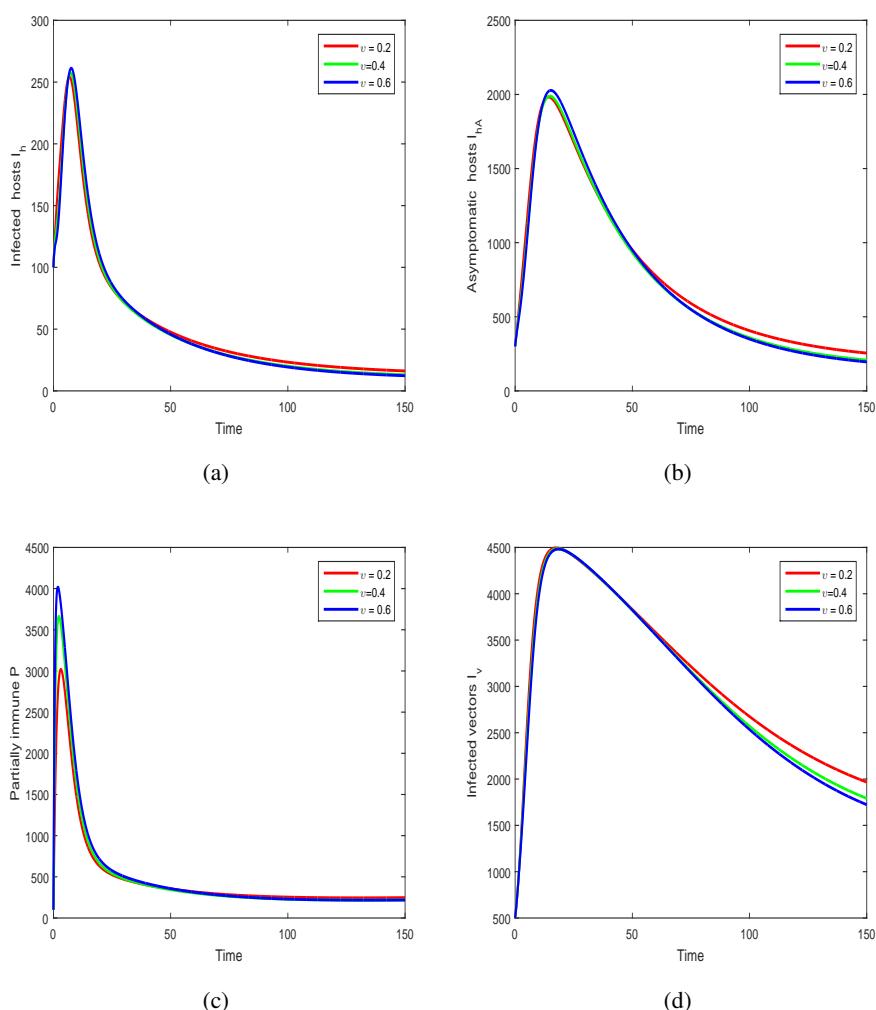 300
250
200
150
100
50
0
Infected hosts I_h
0 50 100 150
Time
υ = 0.2
υ=0.4
υ = 0.6
(a)
2500
2000
1500
1000
500
0
Asymptomatic hosts I_hA
0 50 100 150
Time
υ = 0.2
υ=0.4
υ = 0.6
(b)
4500
4000
3500
3000
2500
2000
1500
1000
500
0
Partially immune P
0 50 100 150
Time
υ = 0.2
υ=0.4
υ = 0.6
(c)
4500
4000
3500
3000
2500
2000
1500
1000
500
Infected vectors I_v
0 50 100 150
Time
υ = 0.2
υ=0.4
υ = 0.6
(d)